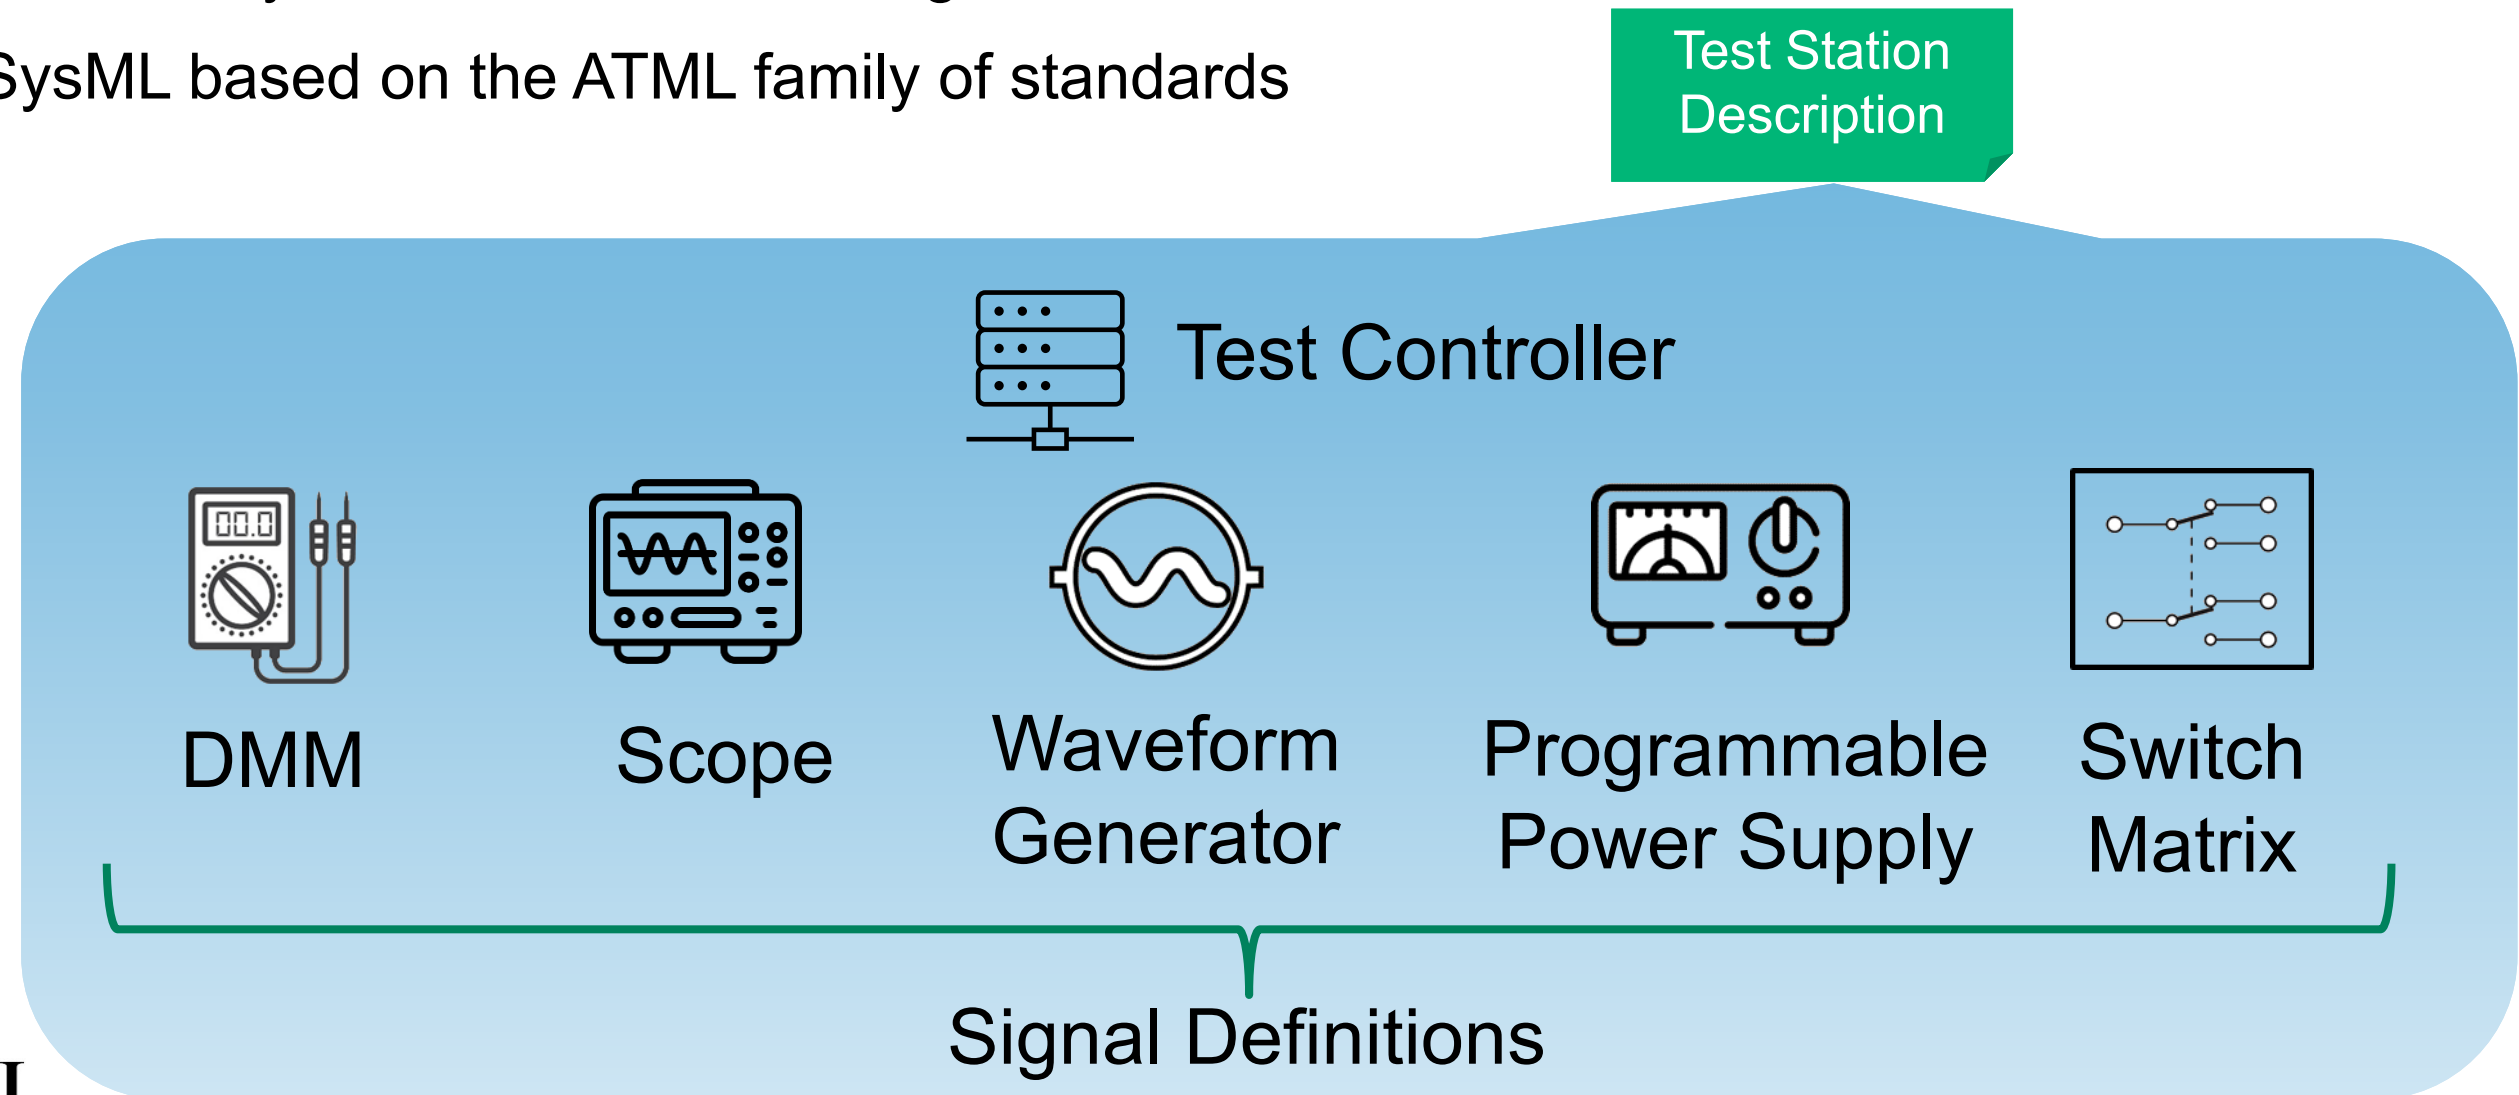 SysML based on the ATML family of standards
Test Station
Description
Test Controller
00.0
DMM
Scope
Waveform
Generator
Programmable
Power Supply
Switch
Matrix
Signal Definitions